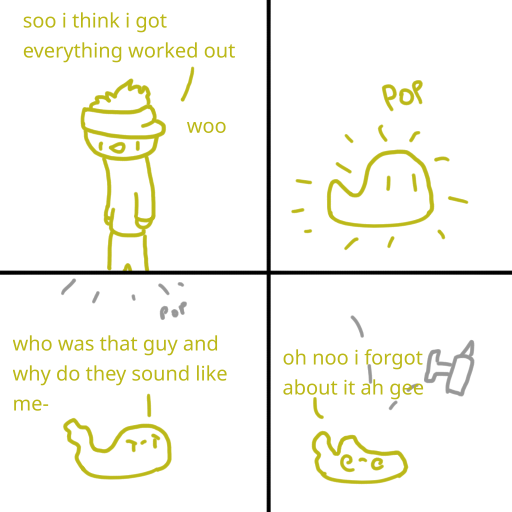 soo i think i got
everything worked out
woo
POP
POP
who was that guy and
why do they sound like
me-
oh noo i forgot
about it ah gee